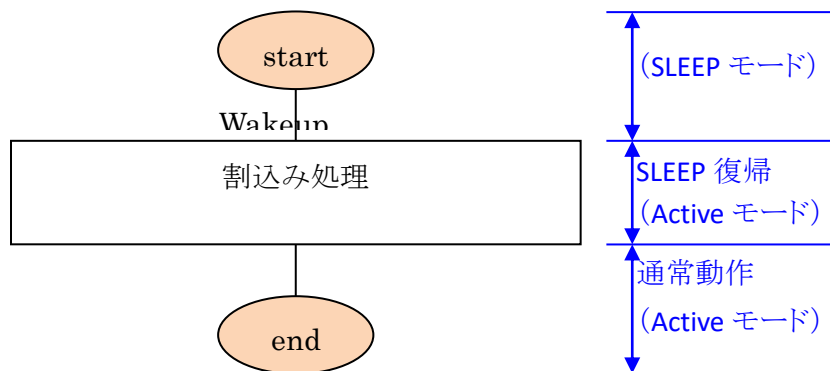 start
(SLEEP モード)
Wakeup
割込み処理
SLEEP 復帰
(Active モード)
通常動作
(Active モード)
end